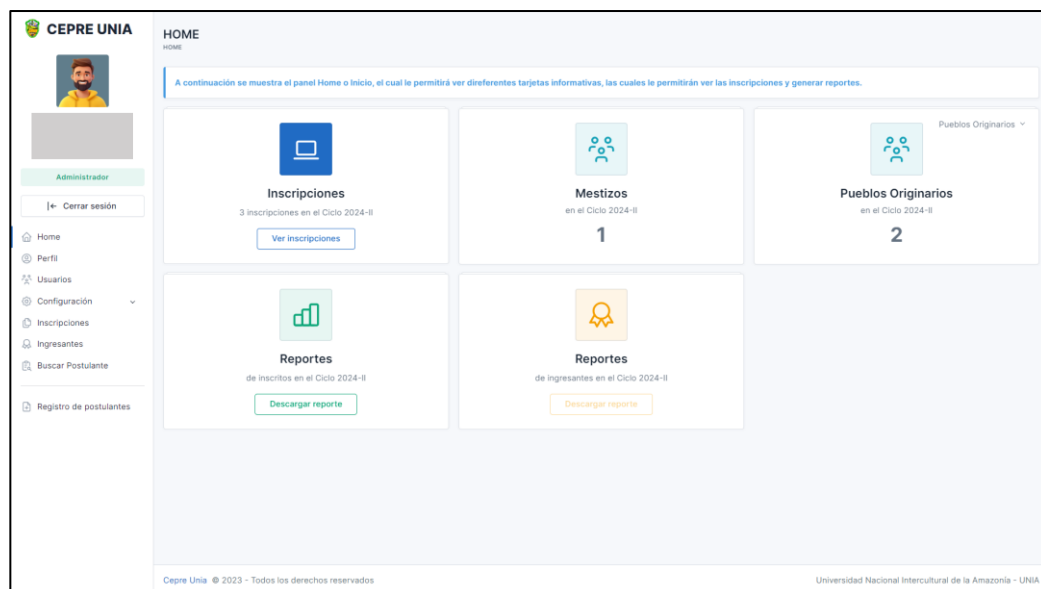 CEPRE UNIA
Administrador
Cerrar sesión
Home
Perfil
Usuarios
Configuración
Inscripciones
Ingresantes
Buscar Postulante
Registro de postulantes
HOME
HOME
A continuación se muestra el panel Home o Inicio, el cual le permitirá ver direferentes tarjetas informativas, las cuales le permitirán ver las inscripciones y generar reportes.
Inscripciones
3 inscripciones en el Ciclo 2024-II
Ver inscripciones
Mestizos
en el Ciclo 2024-II
1
Pueblos Originarios
Pueblos Originarios
en el Ciclo 2024-II
2
Reportes
de inscritos en el Ciclo 2024-II
Descargar reporte
Reportes
de ingresantes en el Ciclo 2024-II
Descargar reporte
Cepre Unia © 2023 - Todos los derechos reservados
Universidad Nacional Intercultural de la Amazonía - UNIA